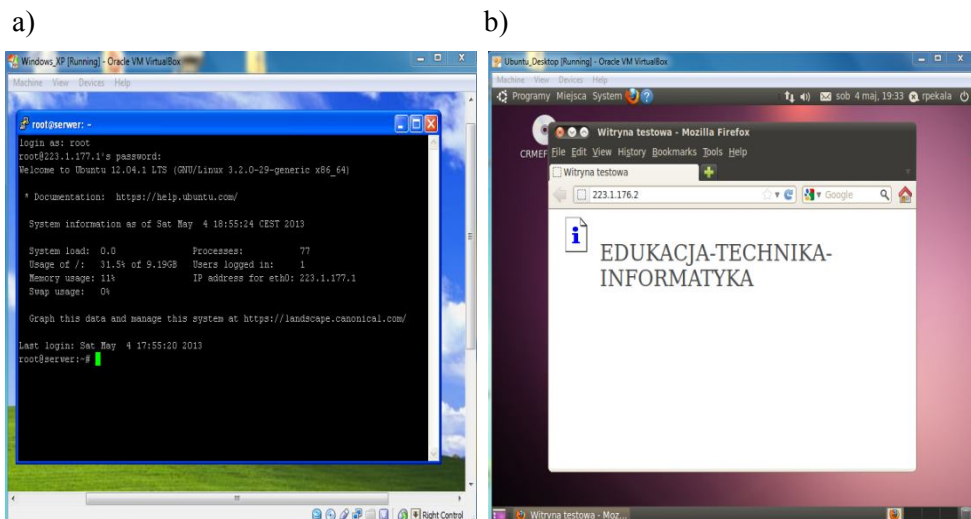 a)
b)
Windows_XP [Running] - Oracle VM VirtualBox
Machine View Devices Help
root@serwer: ~
login as: root
root@223.1.177.1's password:
Welcome to Ubuntu 12.04.1 LTS (GNU/Linux 3.2.0-29-generic x86_64)
* Documentation: https://help.ubuntu.com/
System information as of Sat May 4 18:55:24 CEST 2013
System load: 0.0 Processes: 77
Usage of /: 31.5% of 9.19GB Users logged in: 1
Memory usage: 11% IP address for eth0: 223.1.177.1
Swap usage: 0%
Graph this data and manage this system at https://landscape.canonical.com/
Last login: Sat May 4 17:55:20 2013
root@serwer:~#
Right Control
Ubuntu_Desktop [Running] - Oracle VM VirtualBox
Machine View Devices Help
Programy Miejsca System sob 4 maj, 19:33 rpekala
CRMEF
Witryna testowa - Mozilla Firefox
File Edit View History Bookmarks Tools Help
Witryna testowa
223.1.176.2 Google
EDUKACJA-TECHNIKA-
INFORMATYKA
Witryna testowa - Moz...